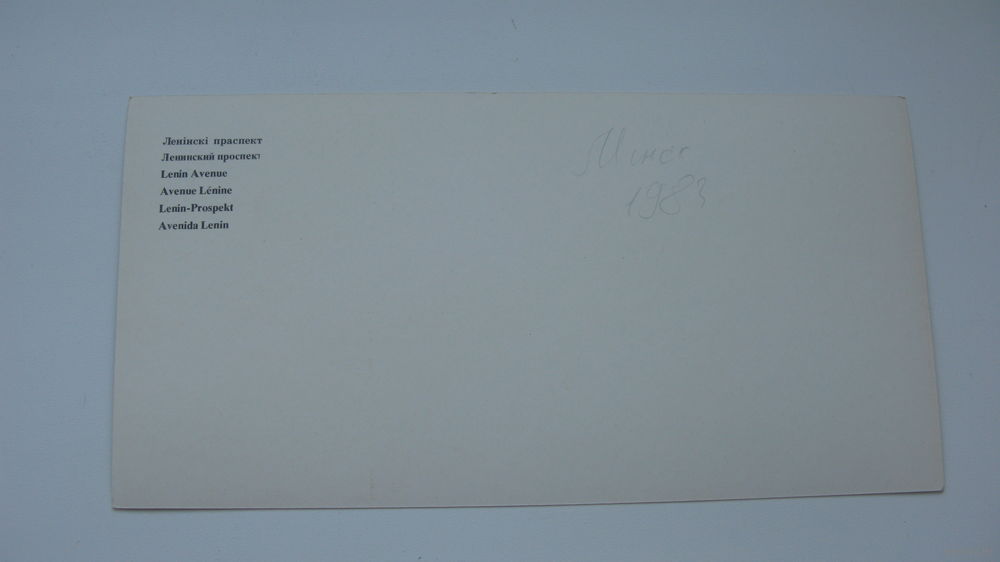 Ленінскі праспект
Ленинский проспект
Lenin Avenue
Avenue Lénine
Lenin-Prospekt
Avenida Lenin
Минск
1983